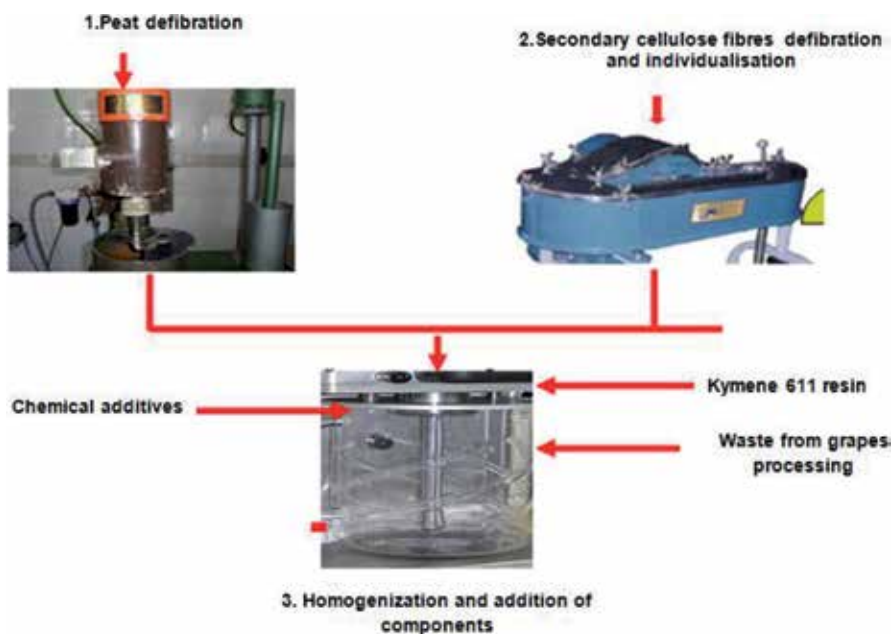 1.Peat defibration
2.Secondary cellulose fibres defibration
and individualisation
Chemical additives
Kymene 611 resin
Waste from grapes
processing
3. Homogenization and addition of
components